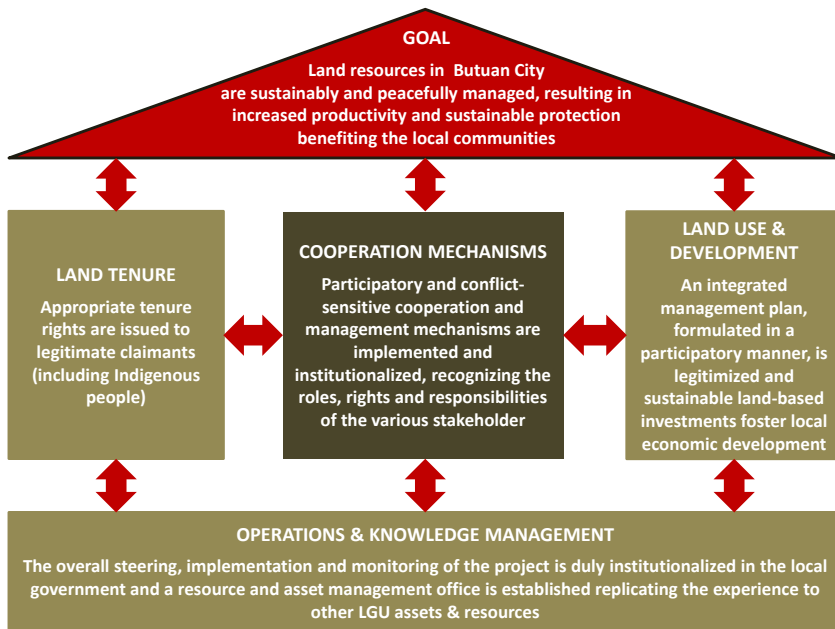 GOAL
Land resources in Butuan City
are sustainably and peacefully managed, resulting in
increased productivity and sustainable protection
benefiting the local communities
LAND TENURE
Appropriate tenure
rights are issued to
legitimate claimants
(including Indigenous
people)
COOPERATION MECHANISMS
Participatory and conflict-
sensitive cooperation and
management mechanisms are
implemented and
institutionalized, recognizing the
roles, rights and responsibilities
of the various stakeholder
LAND USE &
DEVELOPMENT
An integrated
management plan,
formulated in a
participatory manner, is
legitimized and
sustainable land-based
investments foster local
economic development
OPERATIONS & KNOWLEDGE MANAGEMENT
The overall steering, implementation and monitoring of the project is duly institutionalized in the local
government and a resource and asset management office is established replicating the experience to
other LGU assets & resources